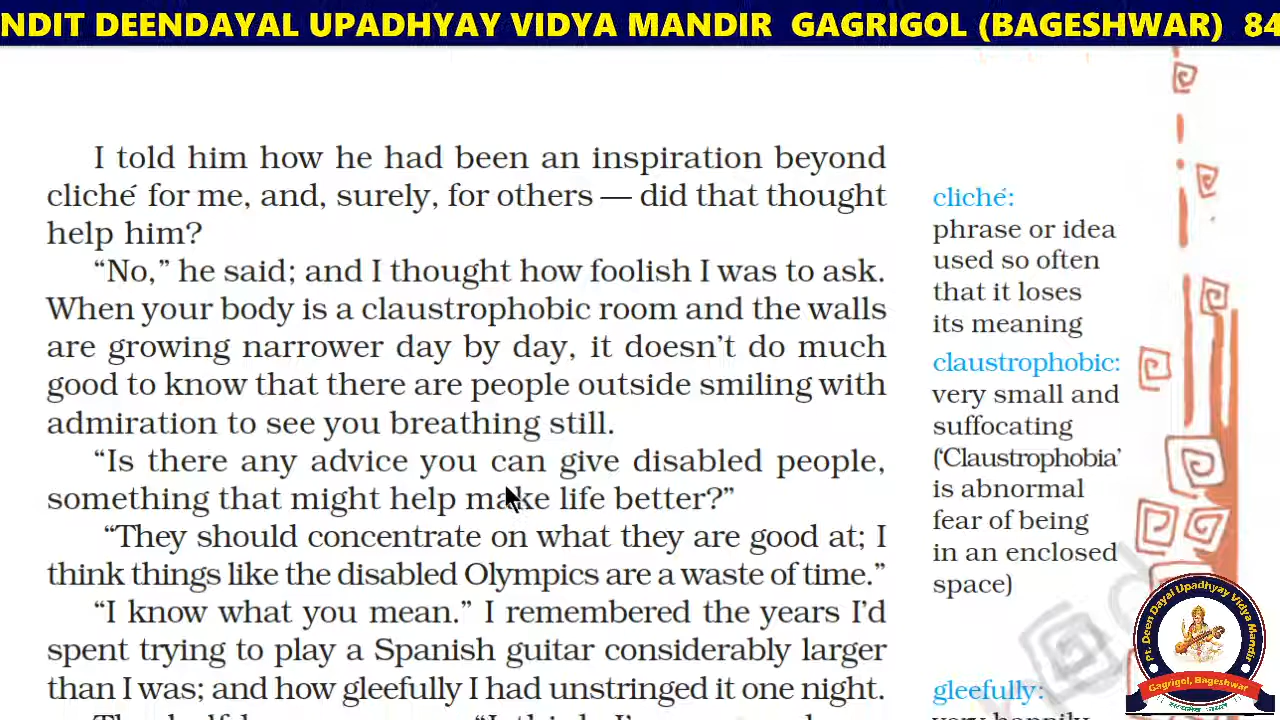 NDIT DEENDAYAL UPADHYAY VIDYA MANDIR GAGRIGOL (BAGESHWAR) 84
I told him how he had been an inspiration beyond
cliché for me, and, surely, for others — did that thought
help him?
“No,” he said; and I thought how foolish I was to ask.
When your body is a claustrophobic room and the walls
are growing narrower day by day, it doesn’t do much
good to know that there are people outside smiling with
admiration to see you breathing still.
“Is there any advice you can give disabled people,
something that might help make life better?”
“They should concentrate on what they are good at; I
think things like the disabled Olympics are a waste of time.”
“I know what you mean.” I remembered the years I’d
spent trying to play a Spanish guitar considerably larger
than I was; and how gleefully I had unstringed it one night.
cliché:
phrase or idea
used so often
that it loses
its meaning
claustrophobic:
very small and
suffocating
(‘Claustrophobia’
is abnormal
fear of being
in an enclosed
space)
gleefully:
very happily
Pt. Deen Dayal Upadhyay Vidya Mandir
Gagrigol, Bageshwar